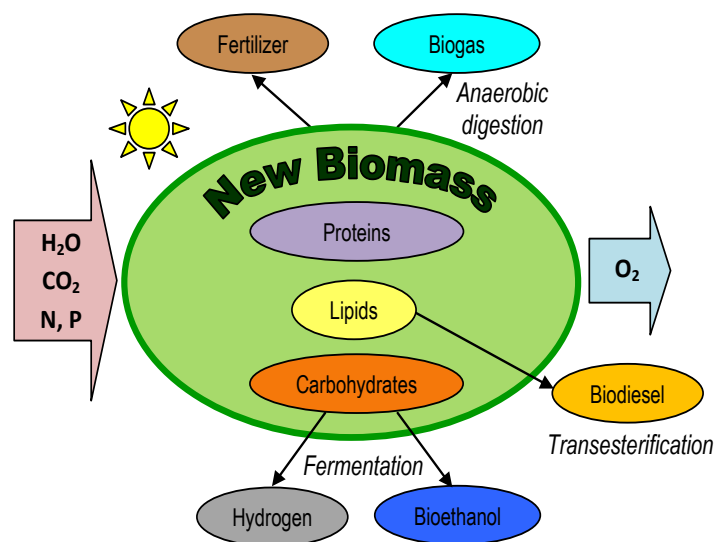 Fertilizer
Biogas
Anaerobic
digestion
New Biomass
H₂O
CO₂
N, P
Proteins
O₂
Lipids
Carbohydrates
Biodiesel
Transesterification
Fermentation
Hydrogen
Bioethanol